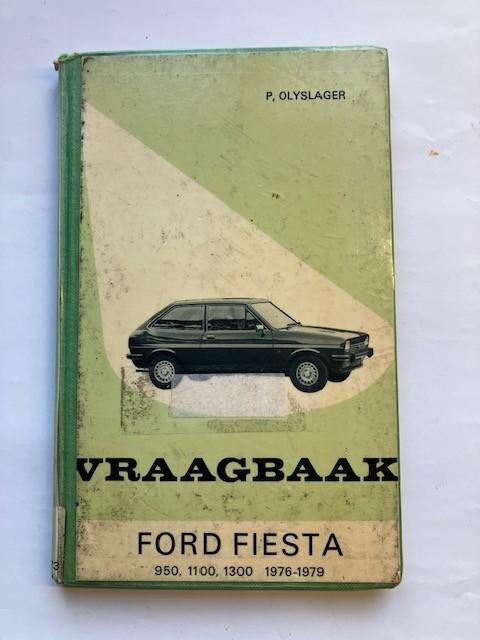 P. OLYSLAGER
VRAAGBAAK
FORD FIESTA
950, 1100, 1300 1976-1979